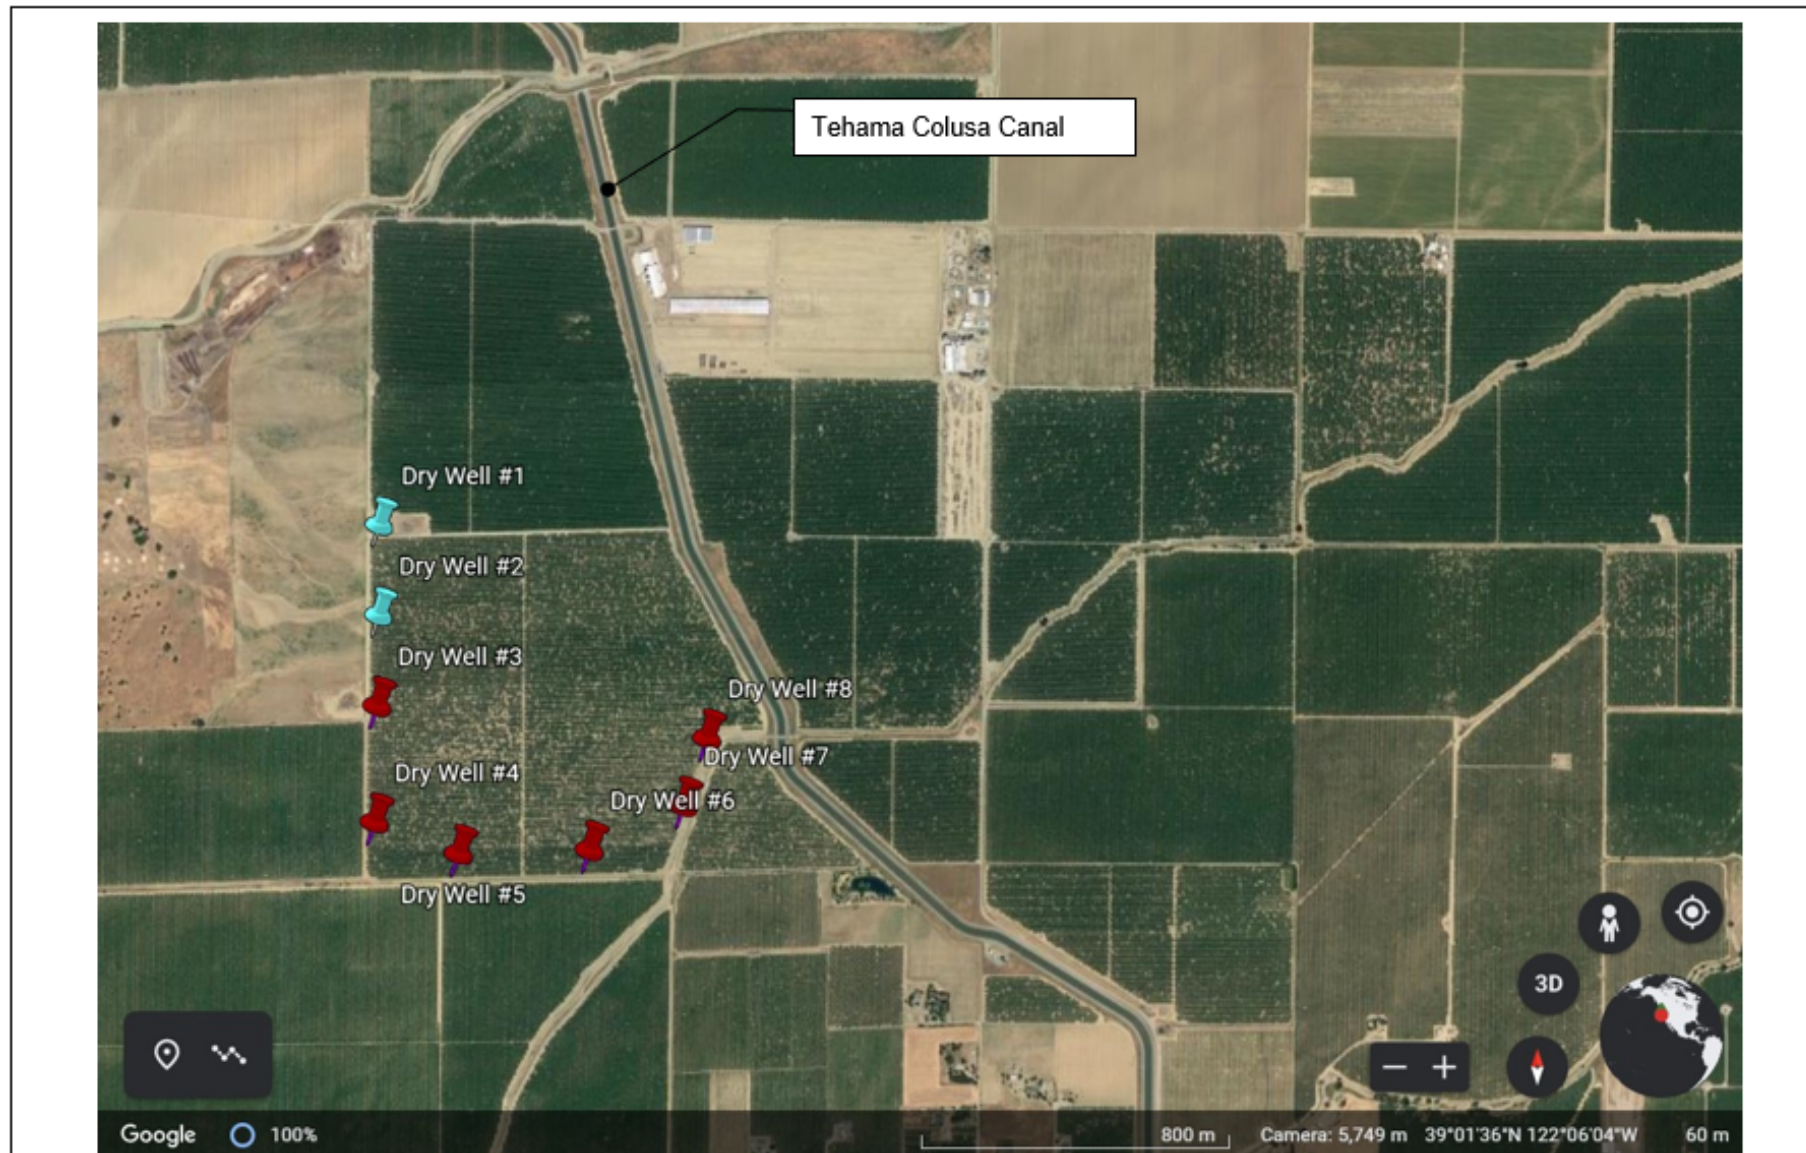 Tehama Colusa Canal
Dry Well #1
Dry Well #2
Dry Well #3
Dry Well #8
Dry Well #7
Dry Well #4
Dry Well #6
Dry Well #5
3D
Google 100% 800 m Camera: 5,749 m 39°01'36"N 122°06'04"W 60 m